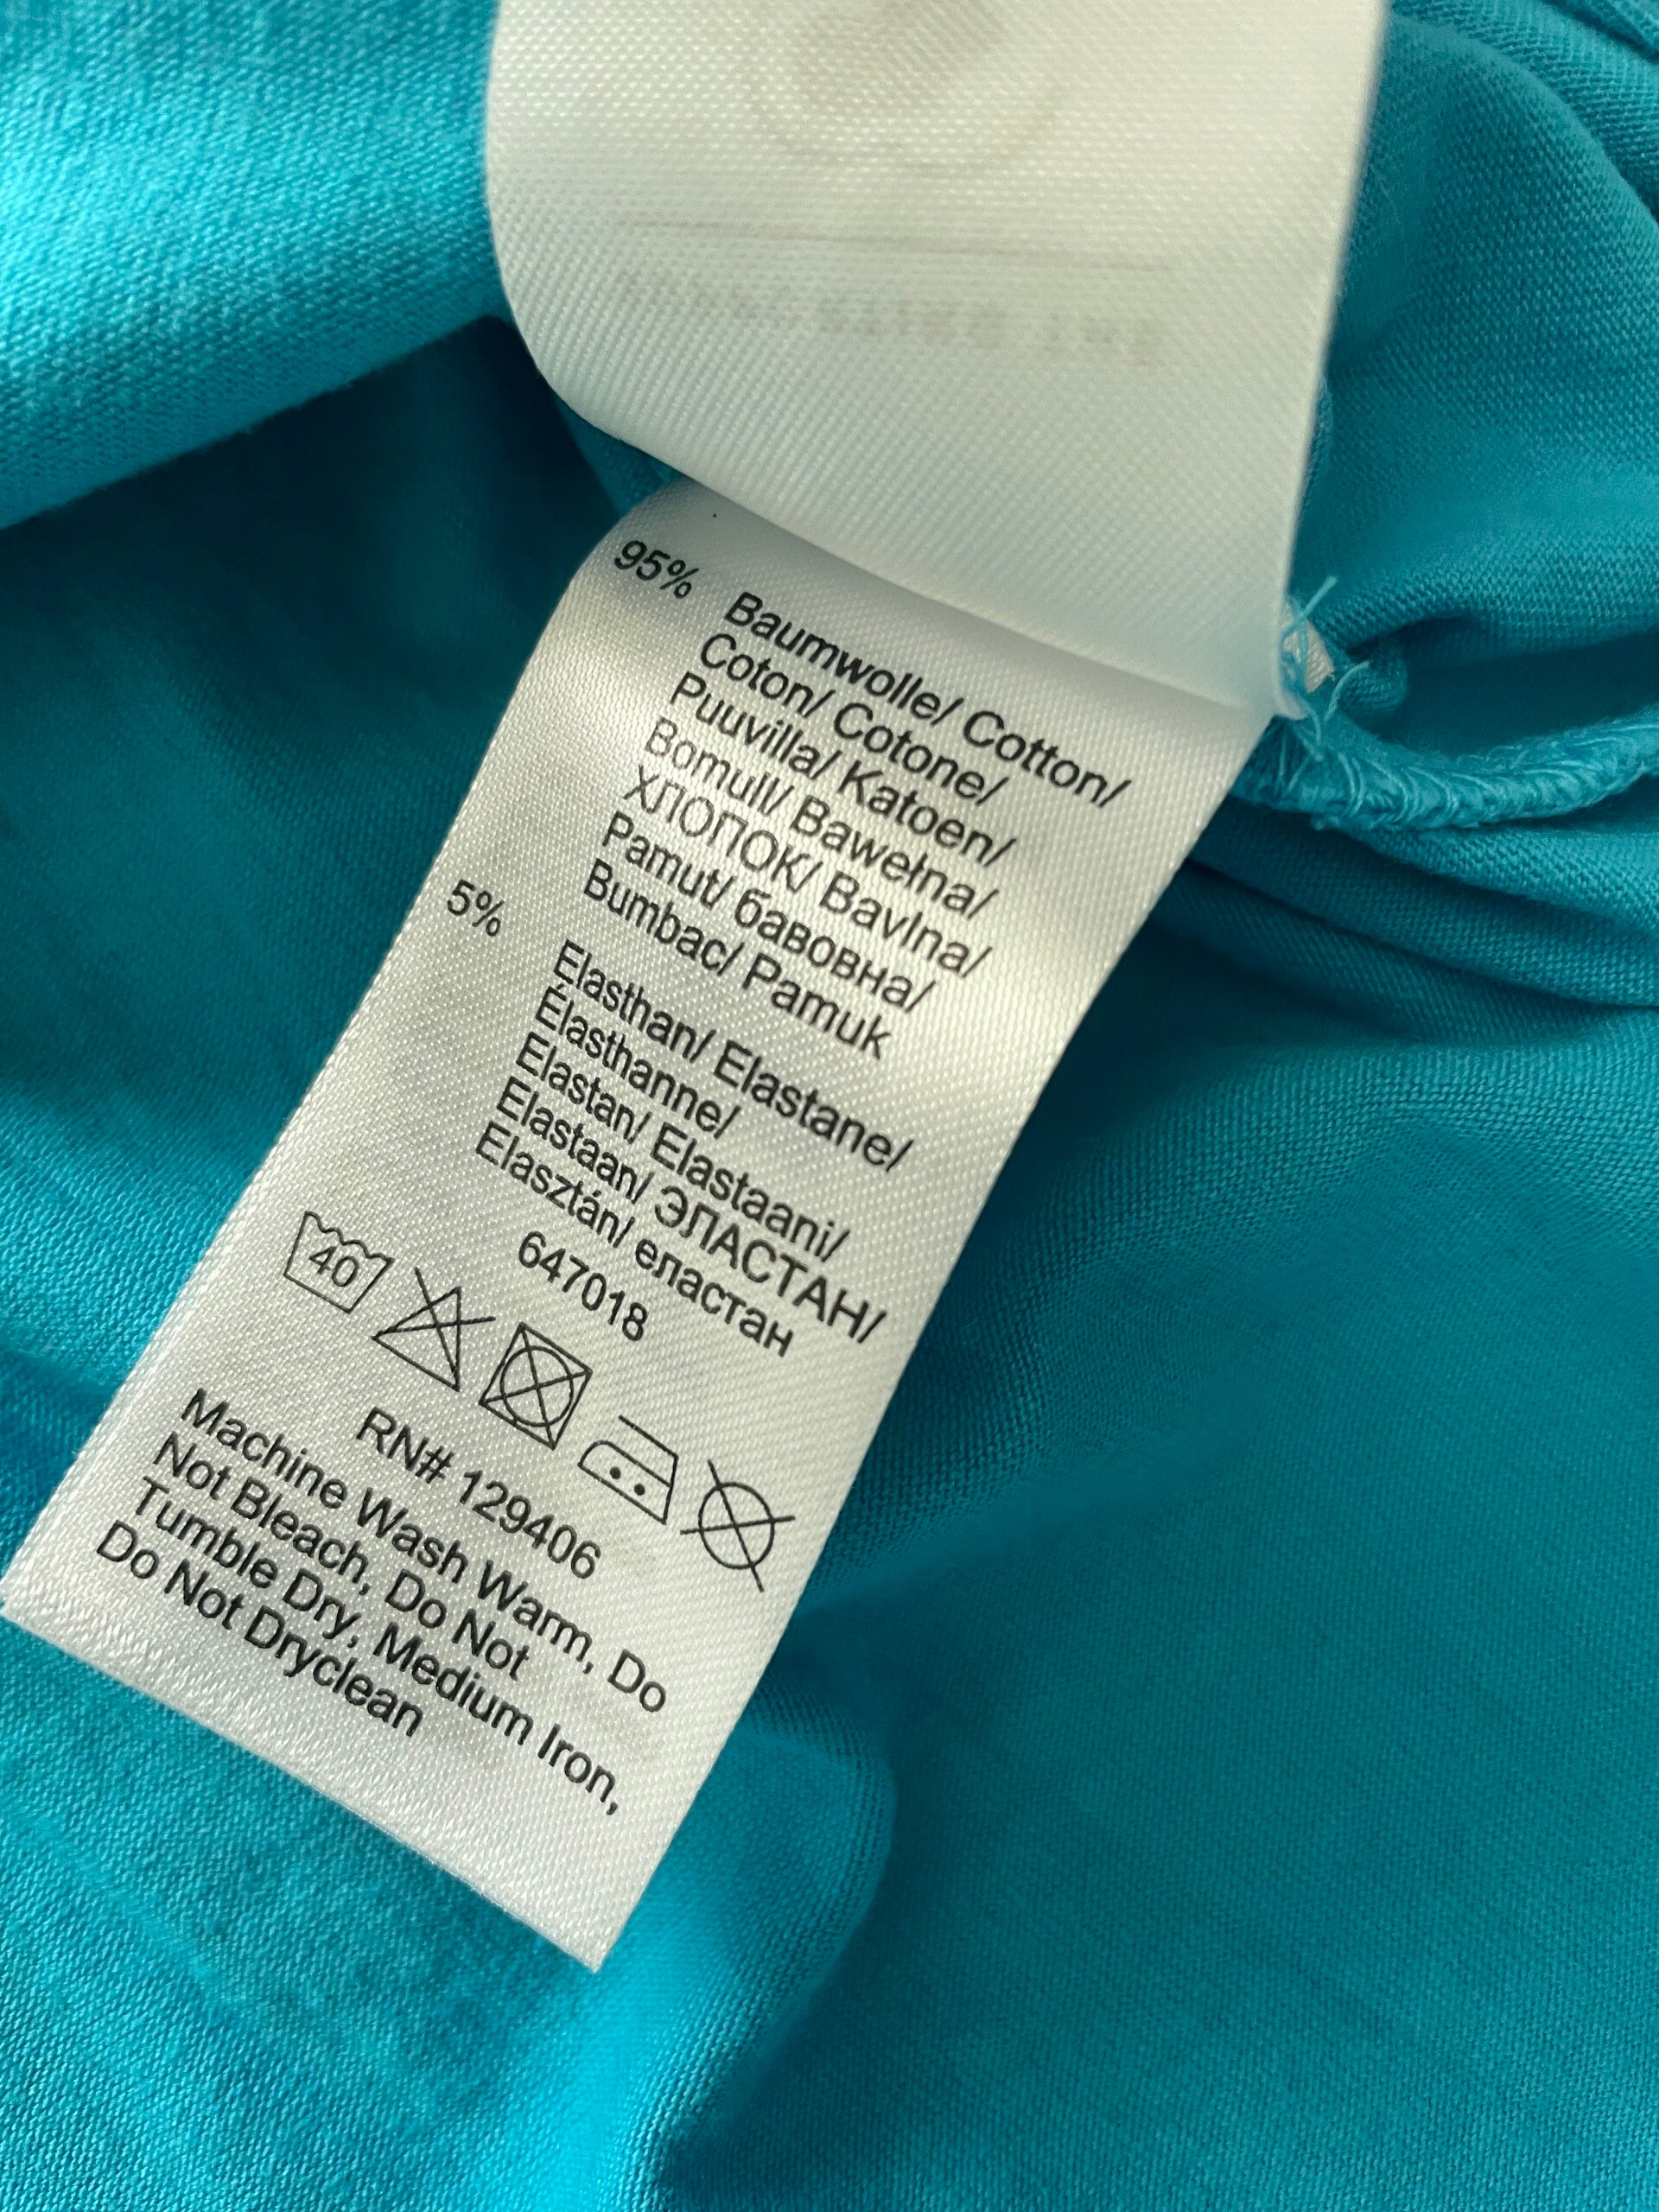 95% Baumwolle/ Cotton/
Coton/ Cotone/
Puuvilla/ Katoen/
Bomull/ Bawełna/
ХЛОПОК/ Bavlna/
Pamut/ бавовна/
Bumbac/ Pamuk
5% Elasthan/ Elastane/
Élasthanne/
Elastan/ Elastaani/
Elastaan/ ЭЛАСТАН/
Elasztán/ еластан
647018
40
RN# 129406
Machine Wash Warm, Do
Not Bleach, Do Not
Tumble Dry, Medium Iron,
Do Not Dryclean